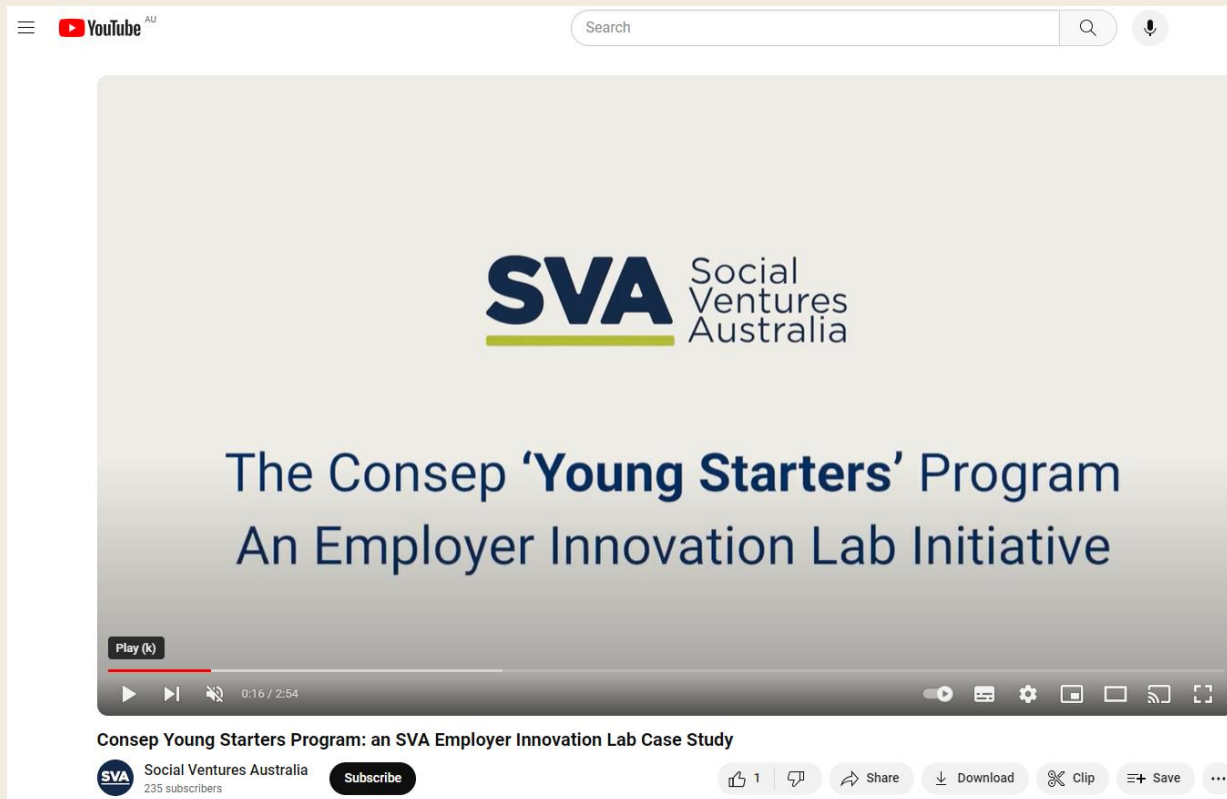 YouTube AU
Search
SVA Social
Ventures
Australia
The Consep ‘Young Starters’ Program
An Employer Innovation Lab Initiative
Play (k)
0:16 / 2:54
Consep Young Starters Program: an SVA Employer Innovation Lab Case Study
SVA
Social Ventures Australia
235 subscribers
Subscribe
1
Share
Download
Clip
Save